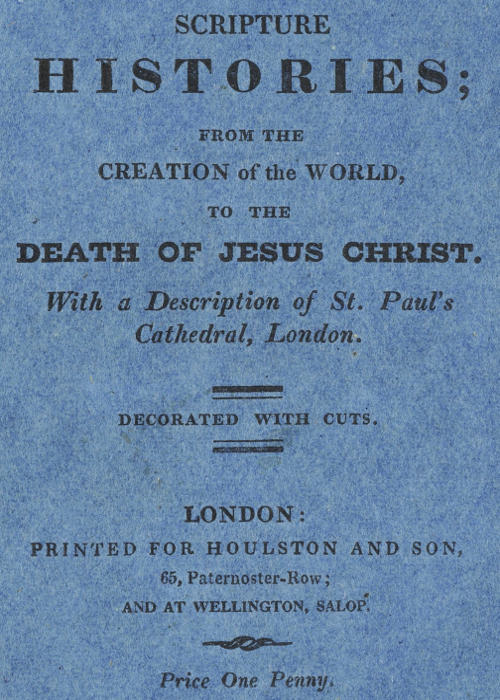 SCRIPTURE
HISTORIES;
FROM THE
CREATION of the WORLD,
TO THE
DEATH OF JESUS CHRIST.
With a Description of St. Paul's
Cathedral, London.
DECORATED WITH CUTS.
LONDON:
PRINTED FOR HOULSTON AND SON,
65, Paternoster-Row;
AND AT WELLINGTON, SALOP.
Price One Penny.